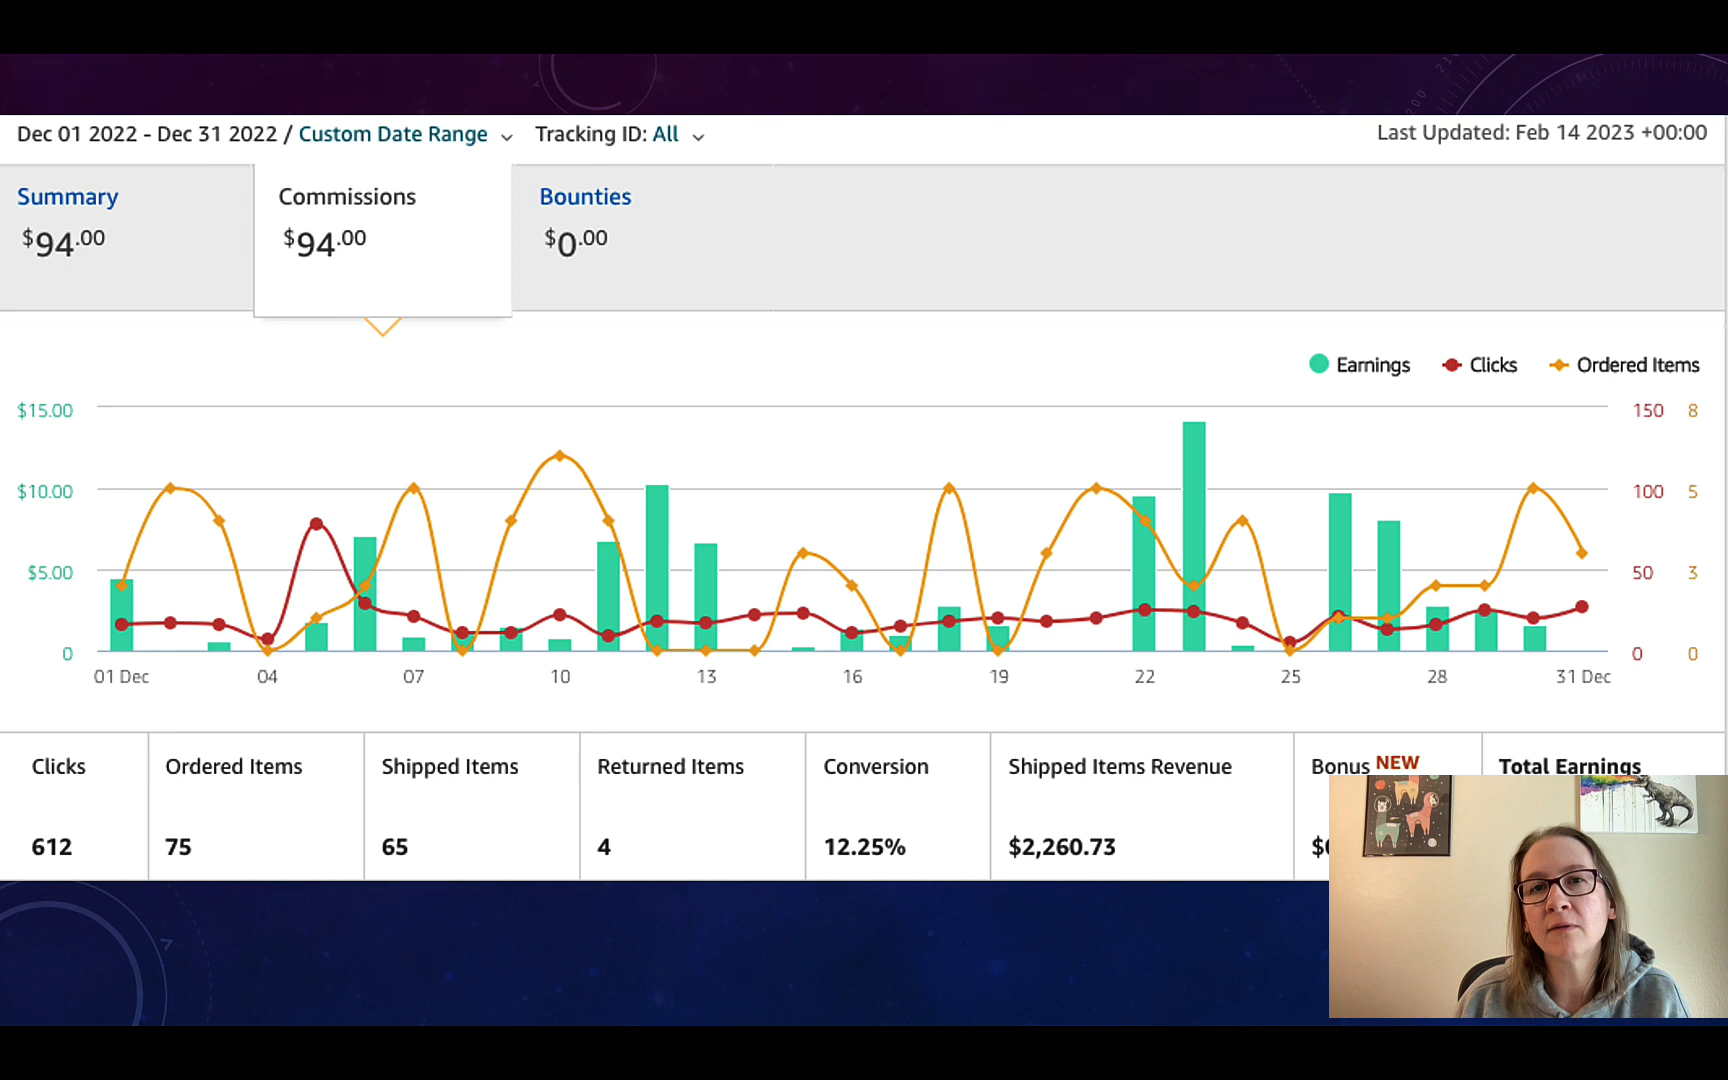 Dec 01 2022 - Dec 31 2022 / Custom Date Range Tracking ID: All Last Updated: Feb 14 2023 +00:00
Summary Commissions Bounties
$94.00 $94.00 $0.00
Earnings Clicks Ordered Items
$15.00 150 8
$10.00 100 5
$5.00 50 3
0 0 0
01 Dec 04 07 10 13 16 19 22 25 28 31 Dec
Clicks Ordered Items Shipped Items Returned Items Conversion Shipped Items Revenue Bonus NEW Total Earnings
612 75 65 4 12.25% $2,260.73